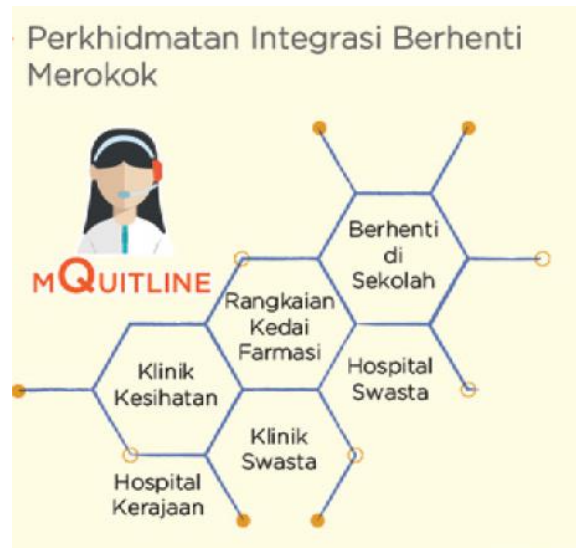 Perkhidmatan Integrasi Berhenti
Merokok
MQUITLINE
Berhenti
di
Sekolah
Rangkaian
Kedai
Farmasi
Hospital
Swasta
Klinik
Kesihatan
Klinik
Swasta
Hospital
Kerajaan